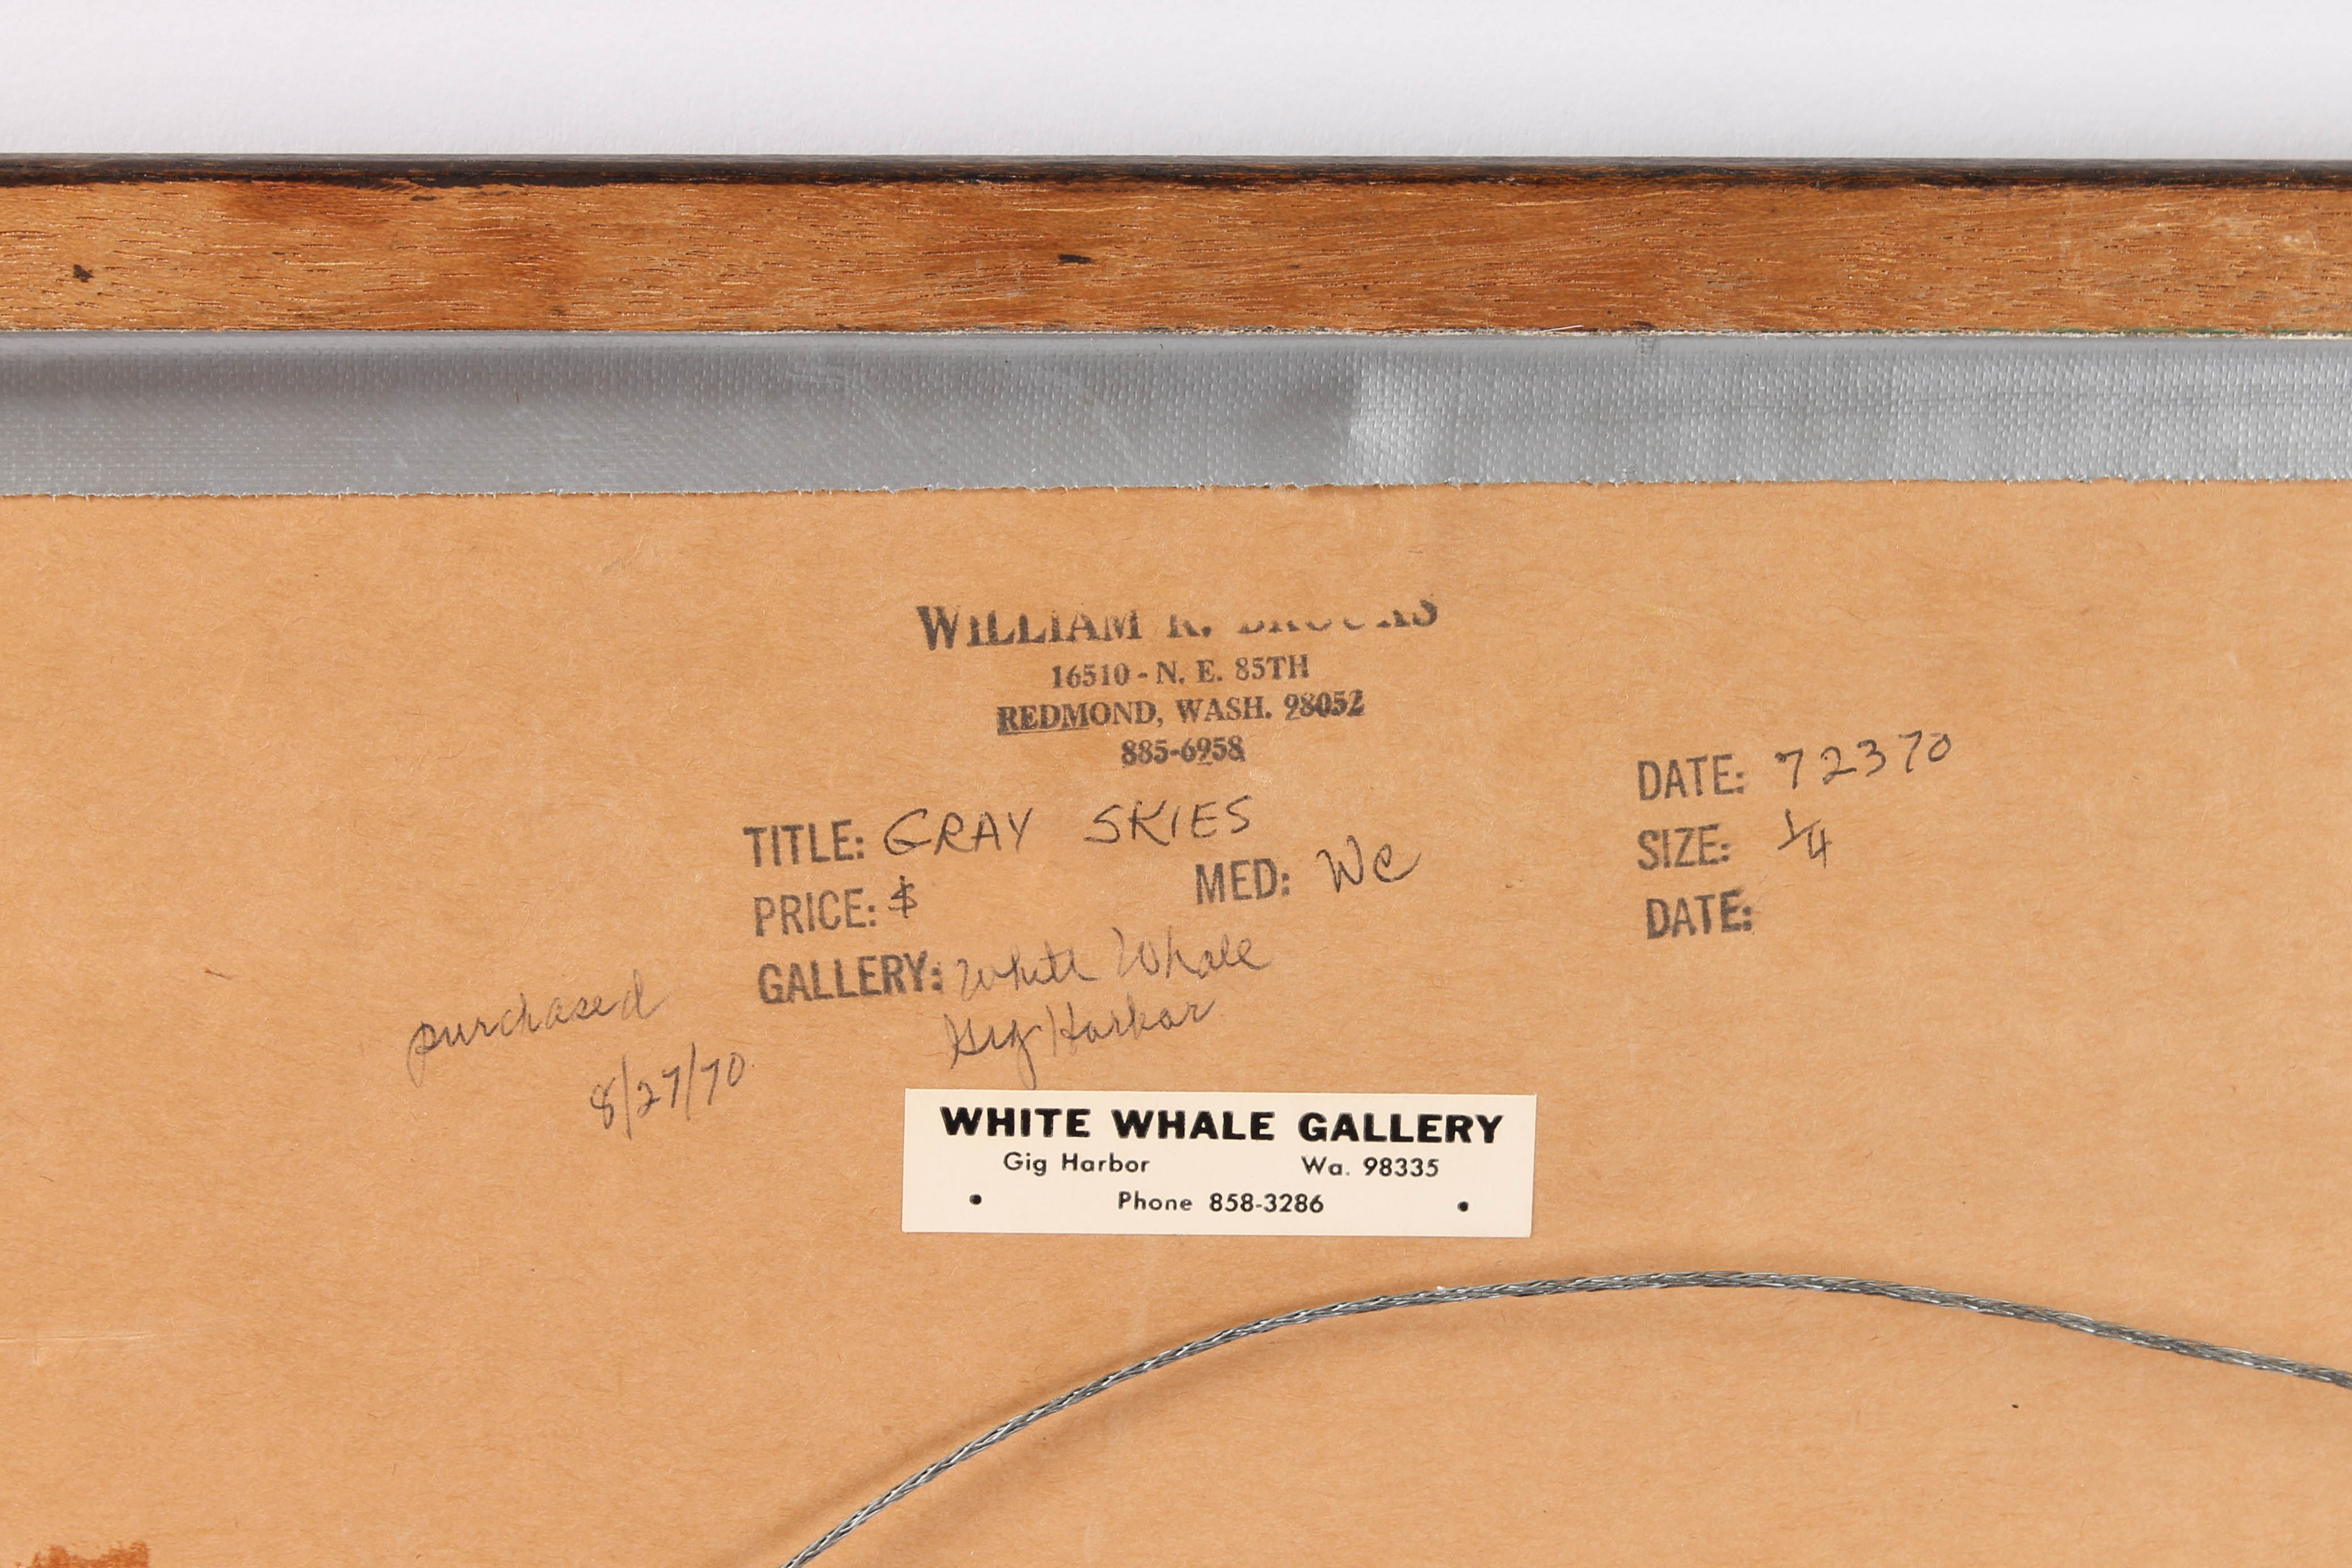 WILLIAM R. BROOKS
16510 - N. E. 85TH
REDMOND, WASH. 98052
885-6958
DATE: 72370
TITLE: GRAY SKIES
SIZE: 1/4
PRICE: $ MED: WC
DATE:
GALLERY: White Whale
Gig Harbor
purchased
8/27/70
WHITE WHALE GALLERY
Gig Harbor Wa. 98335
• Phone 858-3286 •